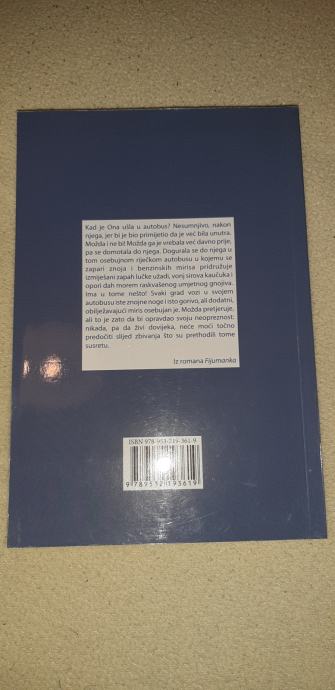 Kad je Ona ušla u autobus? Nesumnjivo, nakon
njega, jer bi je bio primijetio da je već bila unutra.
Možda i ne bi! Možda ga je vrebala već davno prije,
pa se domotala do njega. Dogurala se do njega u
tom osebujnom riječkom autobusu u kojemu se
zapari znoja i benzinskih mirisa pridružuje
izmiješani zapah lučke užadi, vonj sirova kaučuka i
opori dah morem raskvašenog umjetnog gnojiva.
Ima u tome nešto! Svaki grad vozi u svojem
autobusu iste znojne noge i isto gorivo, ali dodatni,
obilježavajući miris osebujan je. Možda pretjeruje,
ali to je zato da bi opravdao svoju neopreznost:
nikada, pa da živi dovijeka, neće moći točno
predočiti slijed zbivanja što su prethodili tome
susretu.
Iz romana Fijumanka
ISBN 978-953-219-361-9
9 789532 193619